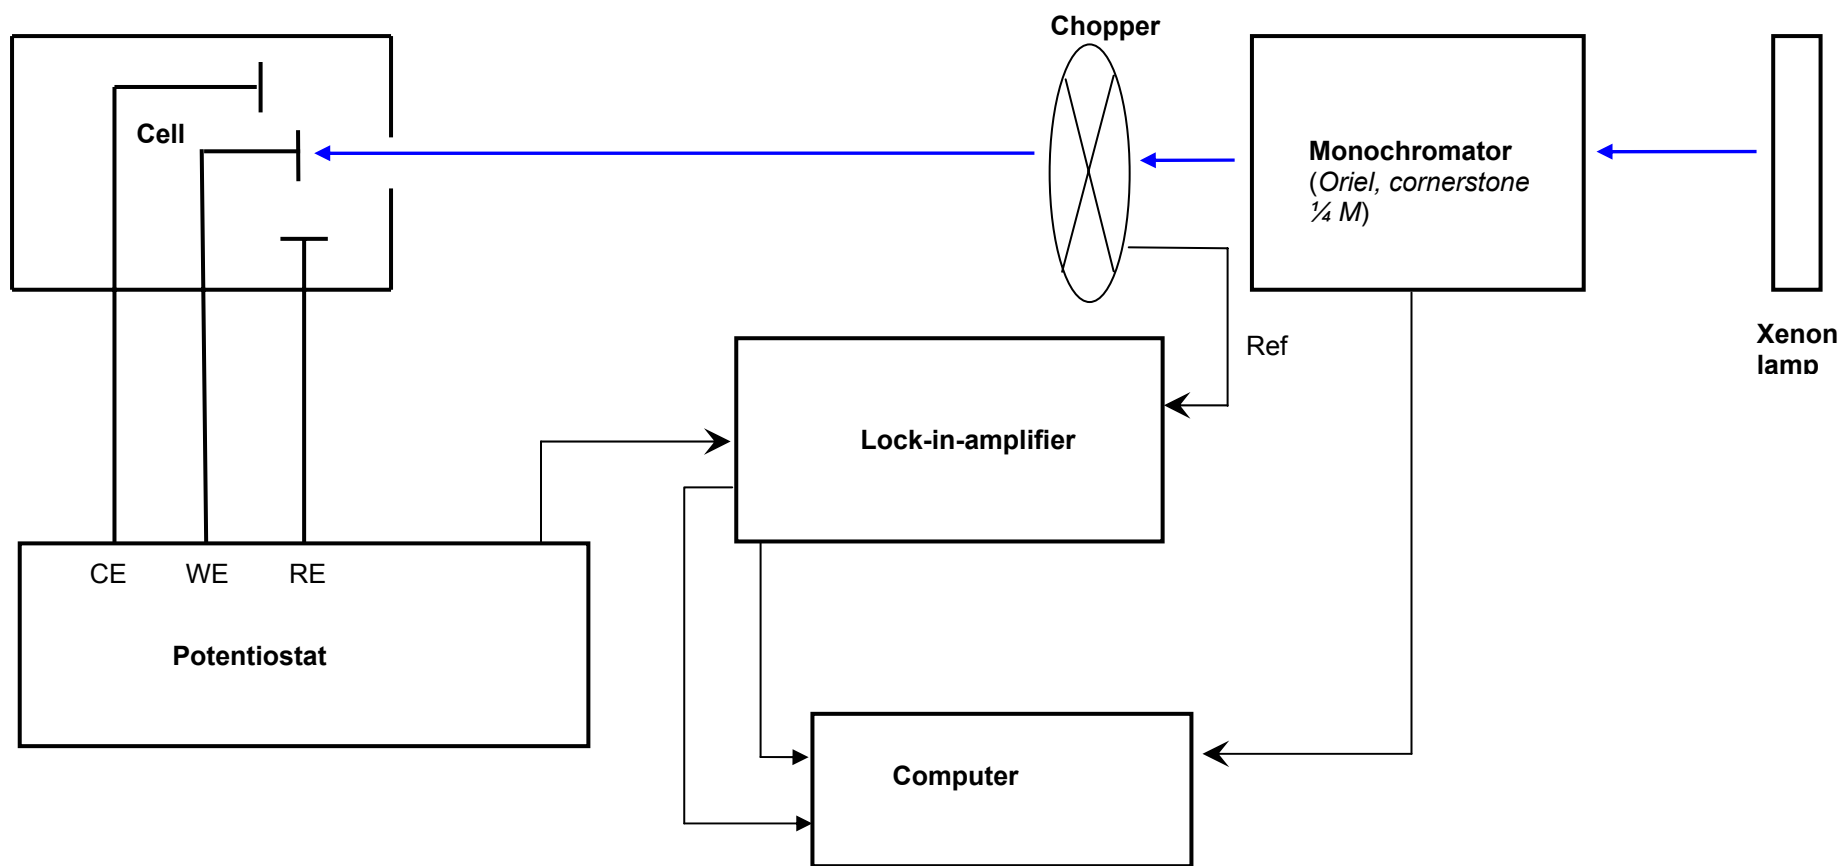 Chopper
Cell
Monochromator
(Oriel, cornerstone
¼ M)
Xenon
lamp
Ref
Lock-in-amplifier
CE WE RE
Potentiostat
Computer